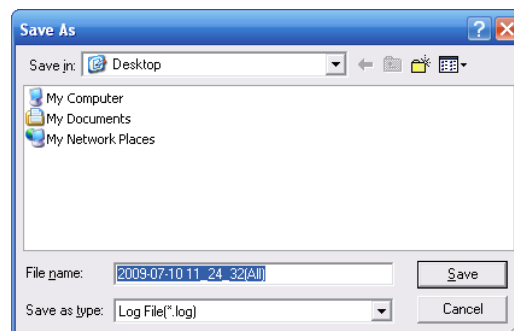 Save As
Save in: Desktop
My Computer
My Documents
My Network Places
File name: 2009-07-10 11_24_32(All) Save
Save as type: Log File(*.log) Cancel